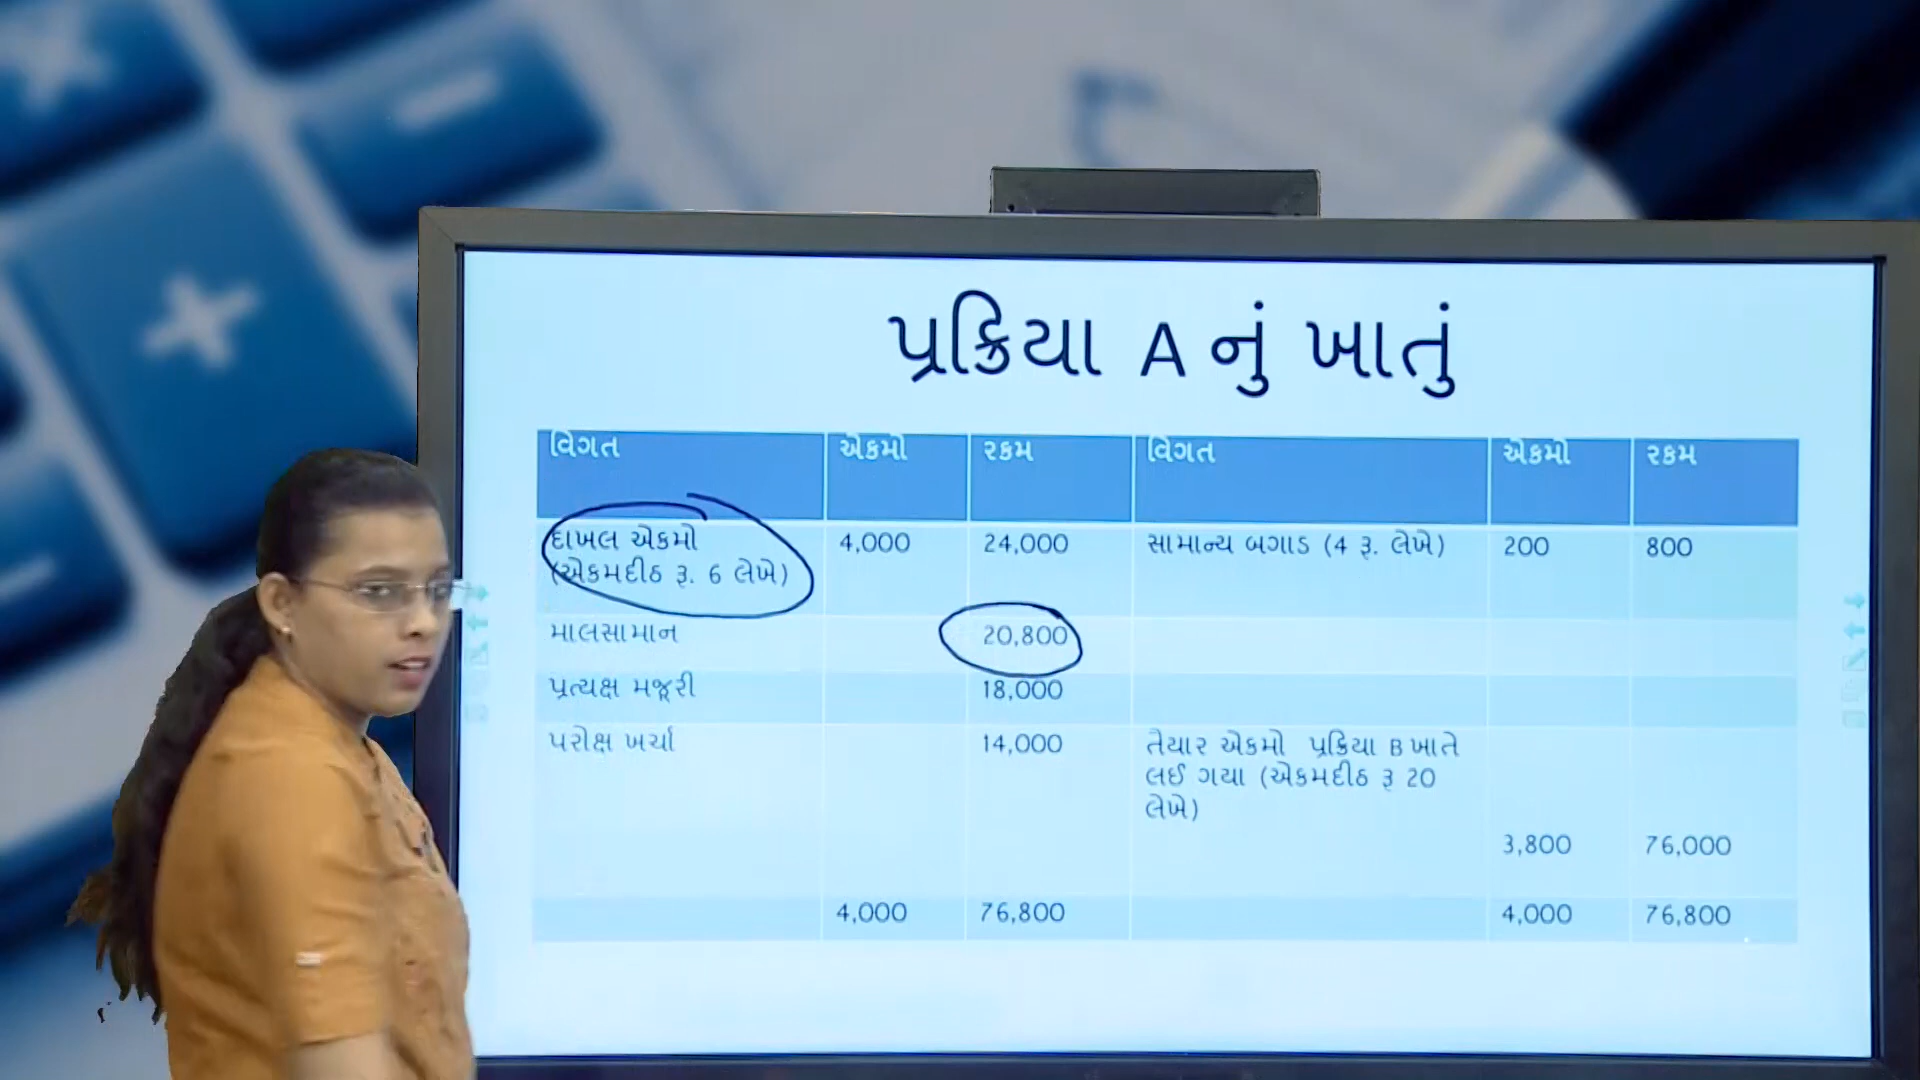 પ્રક્રિયા A નું ખાતું
વિગત એકમો રકમ વિગત એકમો રકમ
દાખલ એકમો 4,000 24,000 સામાન્ય બગાડ (4 રૂ. લેખે) 200 800
(એકમદીઠ રૂ. 6 લેખે)
માલસામાન 20,800
પ્રત્યક્ષ મજૂરી 18,000
પરોક્ષ ખર્ચા 14,000 તૈયાર એકમો પ્રક્રિયા B ખાતે
લઈ ગયા (એકમદીઠ રૂ 20
લેખે)
3,800 76,000
4,000 76,800 4,000 76,800